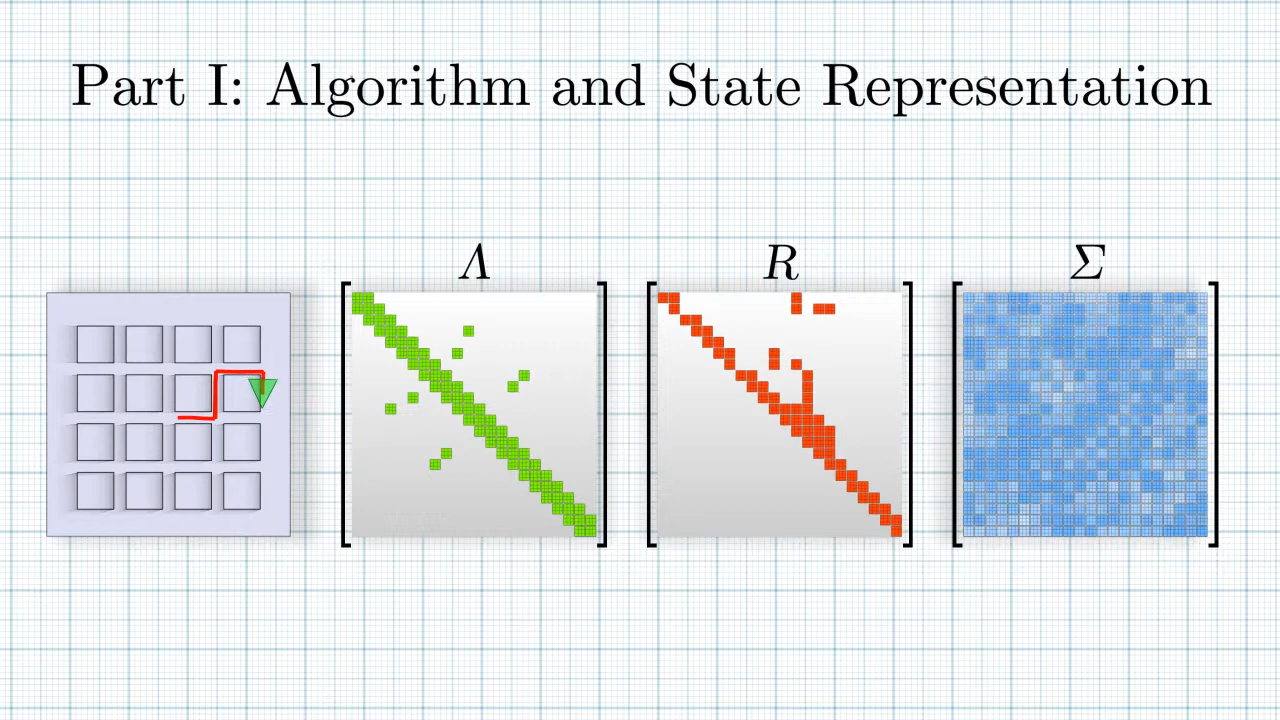 Part I: Algorithm and State Representation
Λ R Σ